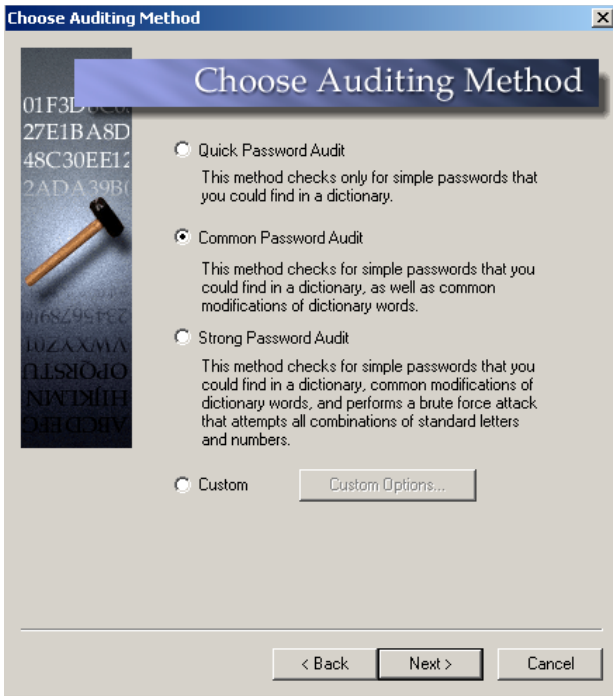 Choose Auditing Method
Choose Auditing Method
01F3D
27E1BA8D
48C30EE12
2ADA39B(
Quick Password Audit
This method checks only for simple passwords that
you could find in a dictionary.
Common Password Audit
This method checks for simple passwords that you
could find in a dictionary, as well as common
modifications of dictionary words.
Strong Password Audit
This method checks for simple passwords that you
could find in a dictionary, common modifications of
dictionary words, and performs a brute force attack
that attempts all combinations of standard letters
and numbers.
Custom
Custom Options...
< Back
Next >
Cancel